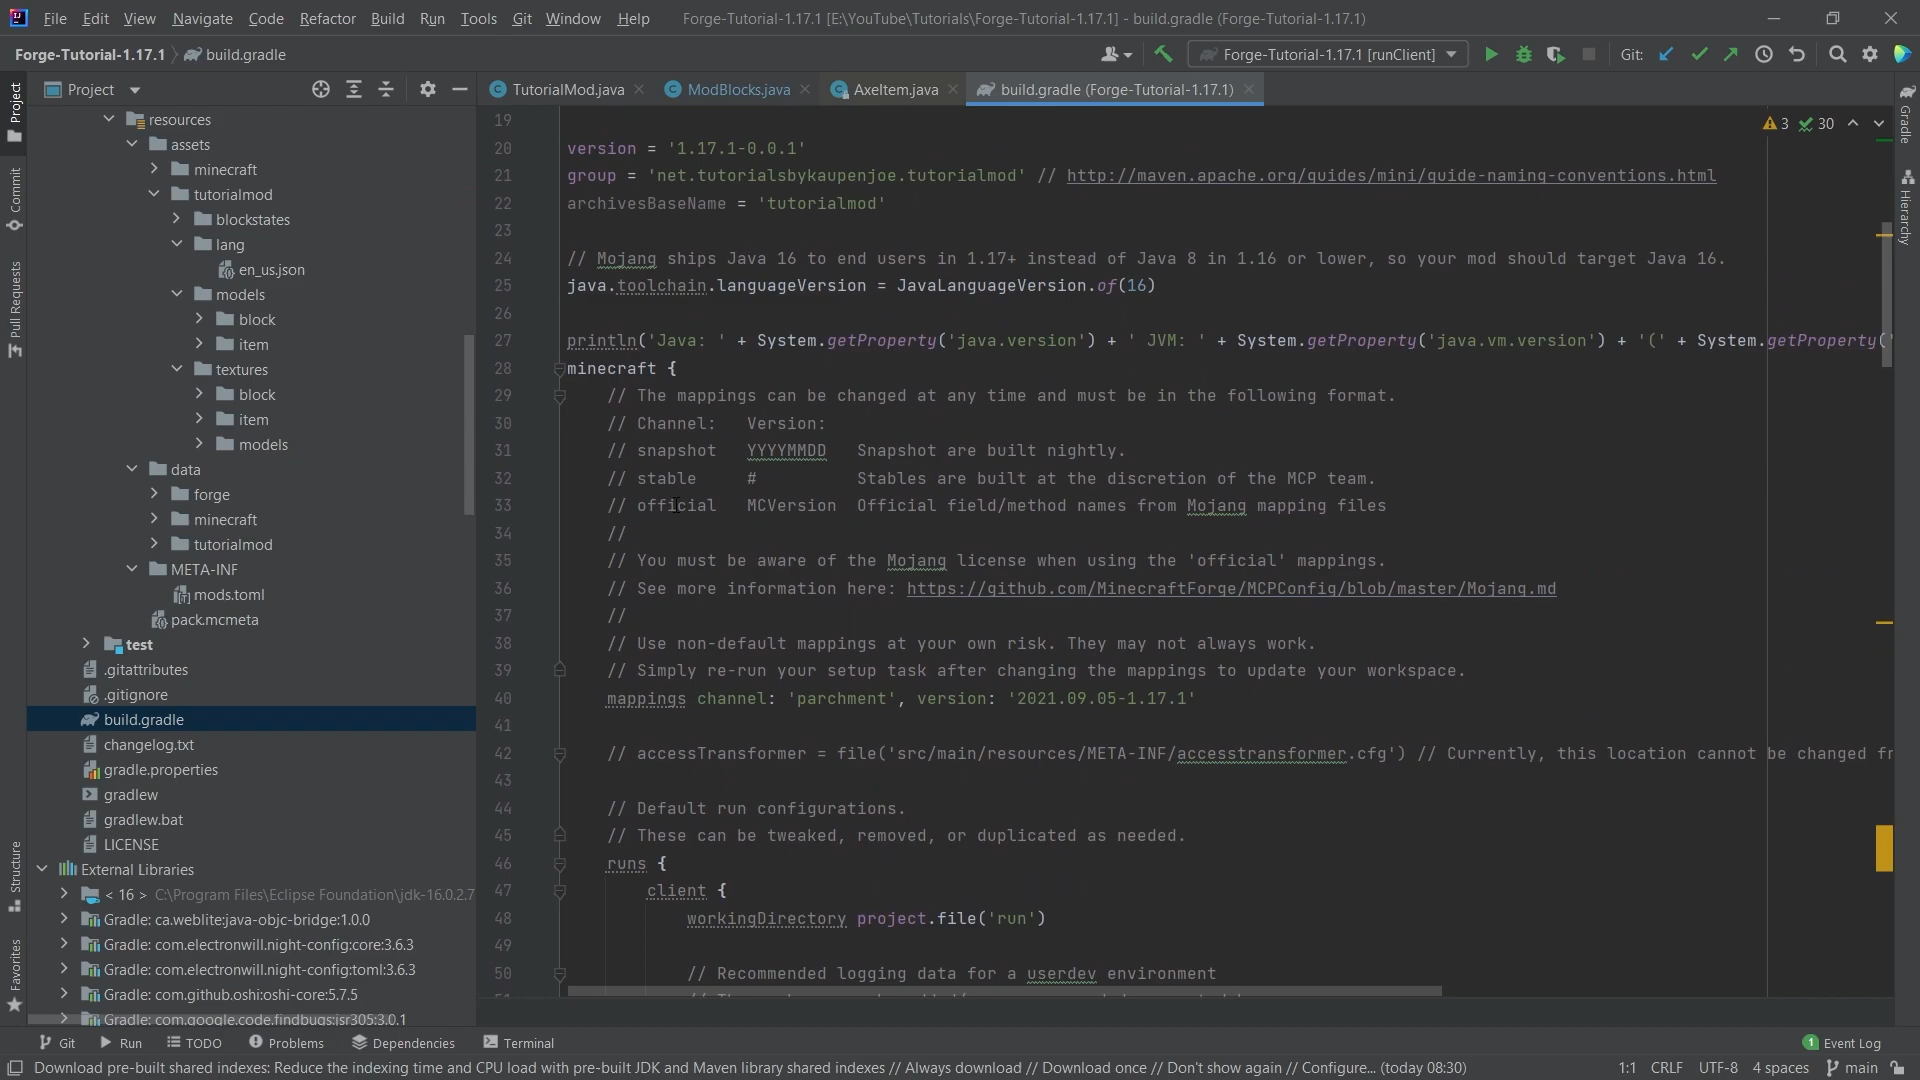 File Edit View Navigate Code Refactor Build Run Tools Git Window Help Forge-Tutorial-1.17.1 [E:\YouTube\Tutorials\Forge-Tutorial-1.17.1] - build.gradle (Forge-Tutorial-1.17.1)
Forge-Tutorial-1.17.1 build.gradle Forge-Tutorial-1.17.1 [runClient] Git:
Project TutorialMod.java ModBlocks.java AxeItem.java build.gradle (Forge-Tutorial-1.17.1)
Project
Commit
Pull Requests
Structure
Favorites
resources
assets
minecraft
tutorialmod
blockstates
lang
en_us.json
models
block
item
textures
block
item
models
data
forge
minecraft
tutorialmod
META-INF
mods.toml
pack.mcmeta
test
.gitattributes
.gitignore
build.gradle
changelog.txt
gradle.properties
gradlew
gradlew.bat
LICENSE
External Libraries
< 16 > C:\Program Files\Eclipse Foundation\jdk-16.0.2.7
Gradle: ca.weblite:java-objc-bridge:1.0.0
Gradle: com.electronwill.night-config:core:3.6.3
Gradle: com.electronwill.night-config:toml:3.6.3
Gradle: com.github.oshi:oshi-core:5.7.5
Gradle: com.google.code.findbugs:jsr305:3.0.1
3 30
19
20 version = '1.17.1-0.0.1'
21 group = 'net.tutorialsbykaupenjoe.tutorialmod' // http://maven.apache.org/guides/mini/guide-naming-conventions.html
22 archivesBaseName = 'tutorialmod'
23
24 // Mojang ships Java 16 to end users in 1.17+ instead of Java 8 in 1.16 or lower, so your mod should target Java 16.
25 java.toolchain.languageVersion = JavaLanguageVersion.of(16)
26
27 println('Java: ' + System.getProperty('java.version') + ' JVM: ' + System.getProperty('java.vm.version') + '(' + System.getProperty('
28 minecraft {
29 // The mappings can be changed at any time and must be in the following format.
30 // Channel: Version:
31 // snapshot YYYYMMDD Snapshot are built nightly.
32 // stable # Stables are built at the discretion of the MCP team.
33 // official MCVersion Official field/method names from Mojang mapping files
34 //
35 // You must be aware of the Mojang license when using the 'official' mappings.
36 // See more information here: https://github.com/MinecraftForge/MCPConfig/blob/master/Mojang.md
37 //
38 // Use non-default mappings at your own risk. They may not always work.
39 // Simply re-run your setup task after changing the mappings to update your workspace.
40 mappings channel: 'parchment', version: '2021.09.05-1.17.1'
41
42 // accessTransformer = file('src/main/resources/META-INF/accesstransformer.cfg') // Currently, this location cannot be changed fr
43
44 // Default run configurations.
45 // These can be tweaked, removed, or duplicated as needed.
46 runs {
47 client {
48 workingDirectory project.file('run')
49
50 // Recommended logging data for a userdev environment
Gradle
Hierarchy
Git Run TODO Problems Dependencies Terminal 1 Event Log
Download pre-built shared indexes: Reduce the indexing time and CPU load with pre-built JDK and Maven library shared indexes // Always download // Download once // Don't show again // Configure... (today 08:30) 1:1 CRLF UTF-8 4 spaces main